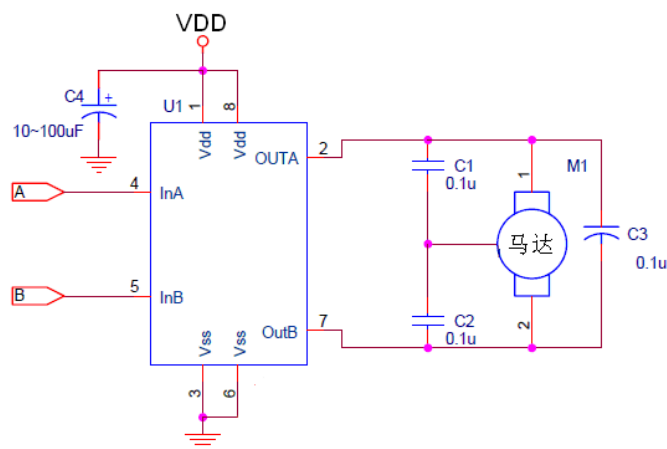 VDD
C4
+
10~100uF
U1
1
8
Vdd
Vdd
OUTA
2
A
4
InA
C1
0.1u
1
M1
马达
C3
0.1u
B
5
InB
C2
0.1u
2
OutB
7
Vss
Vss
3
6